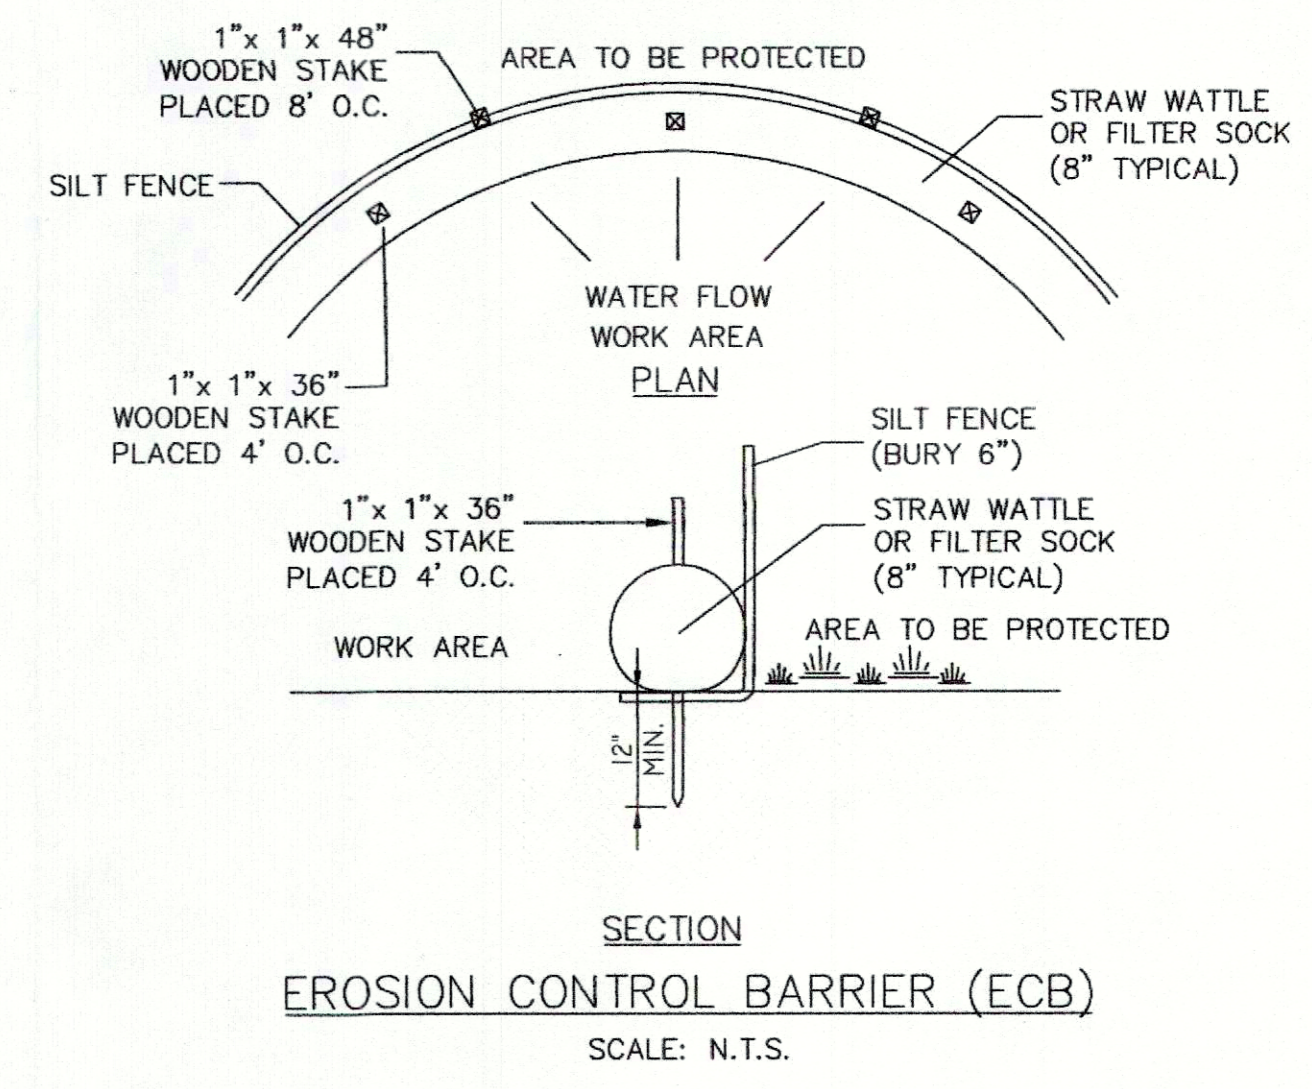 1"x 1"x 48"
WOODEN STAKE
PLACED 8' O.C.
AREA TO BE PROTECTED
STRAW WATTLE
OR FILTER SOCK
(8" TYPICAL)
SILT FENCE
WATER FLOW
WORK AREA
PLAN
1"x 1"x 36"
WOODEN STAKE
PLACED 4' O.C.
SILT FENCE
(BURY 6")
1"x 1"x 36"
WOODEN STAKE
PLACED 4' O.C.
STRAW WATTLE
OR FILTER SOCK
(8" TYPICAL)
WORK AREA
AREA TO BE PROTECTED
12"
MIN.
SECTION
EROSION CONTROL BARRIER (ECB)
SCALE: N.T.S.